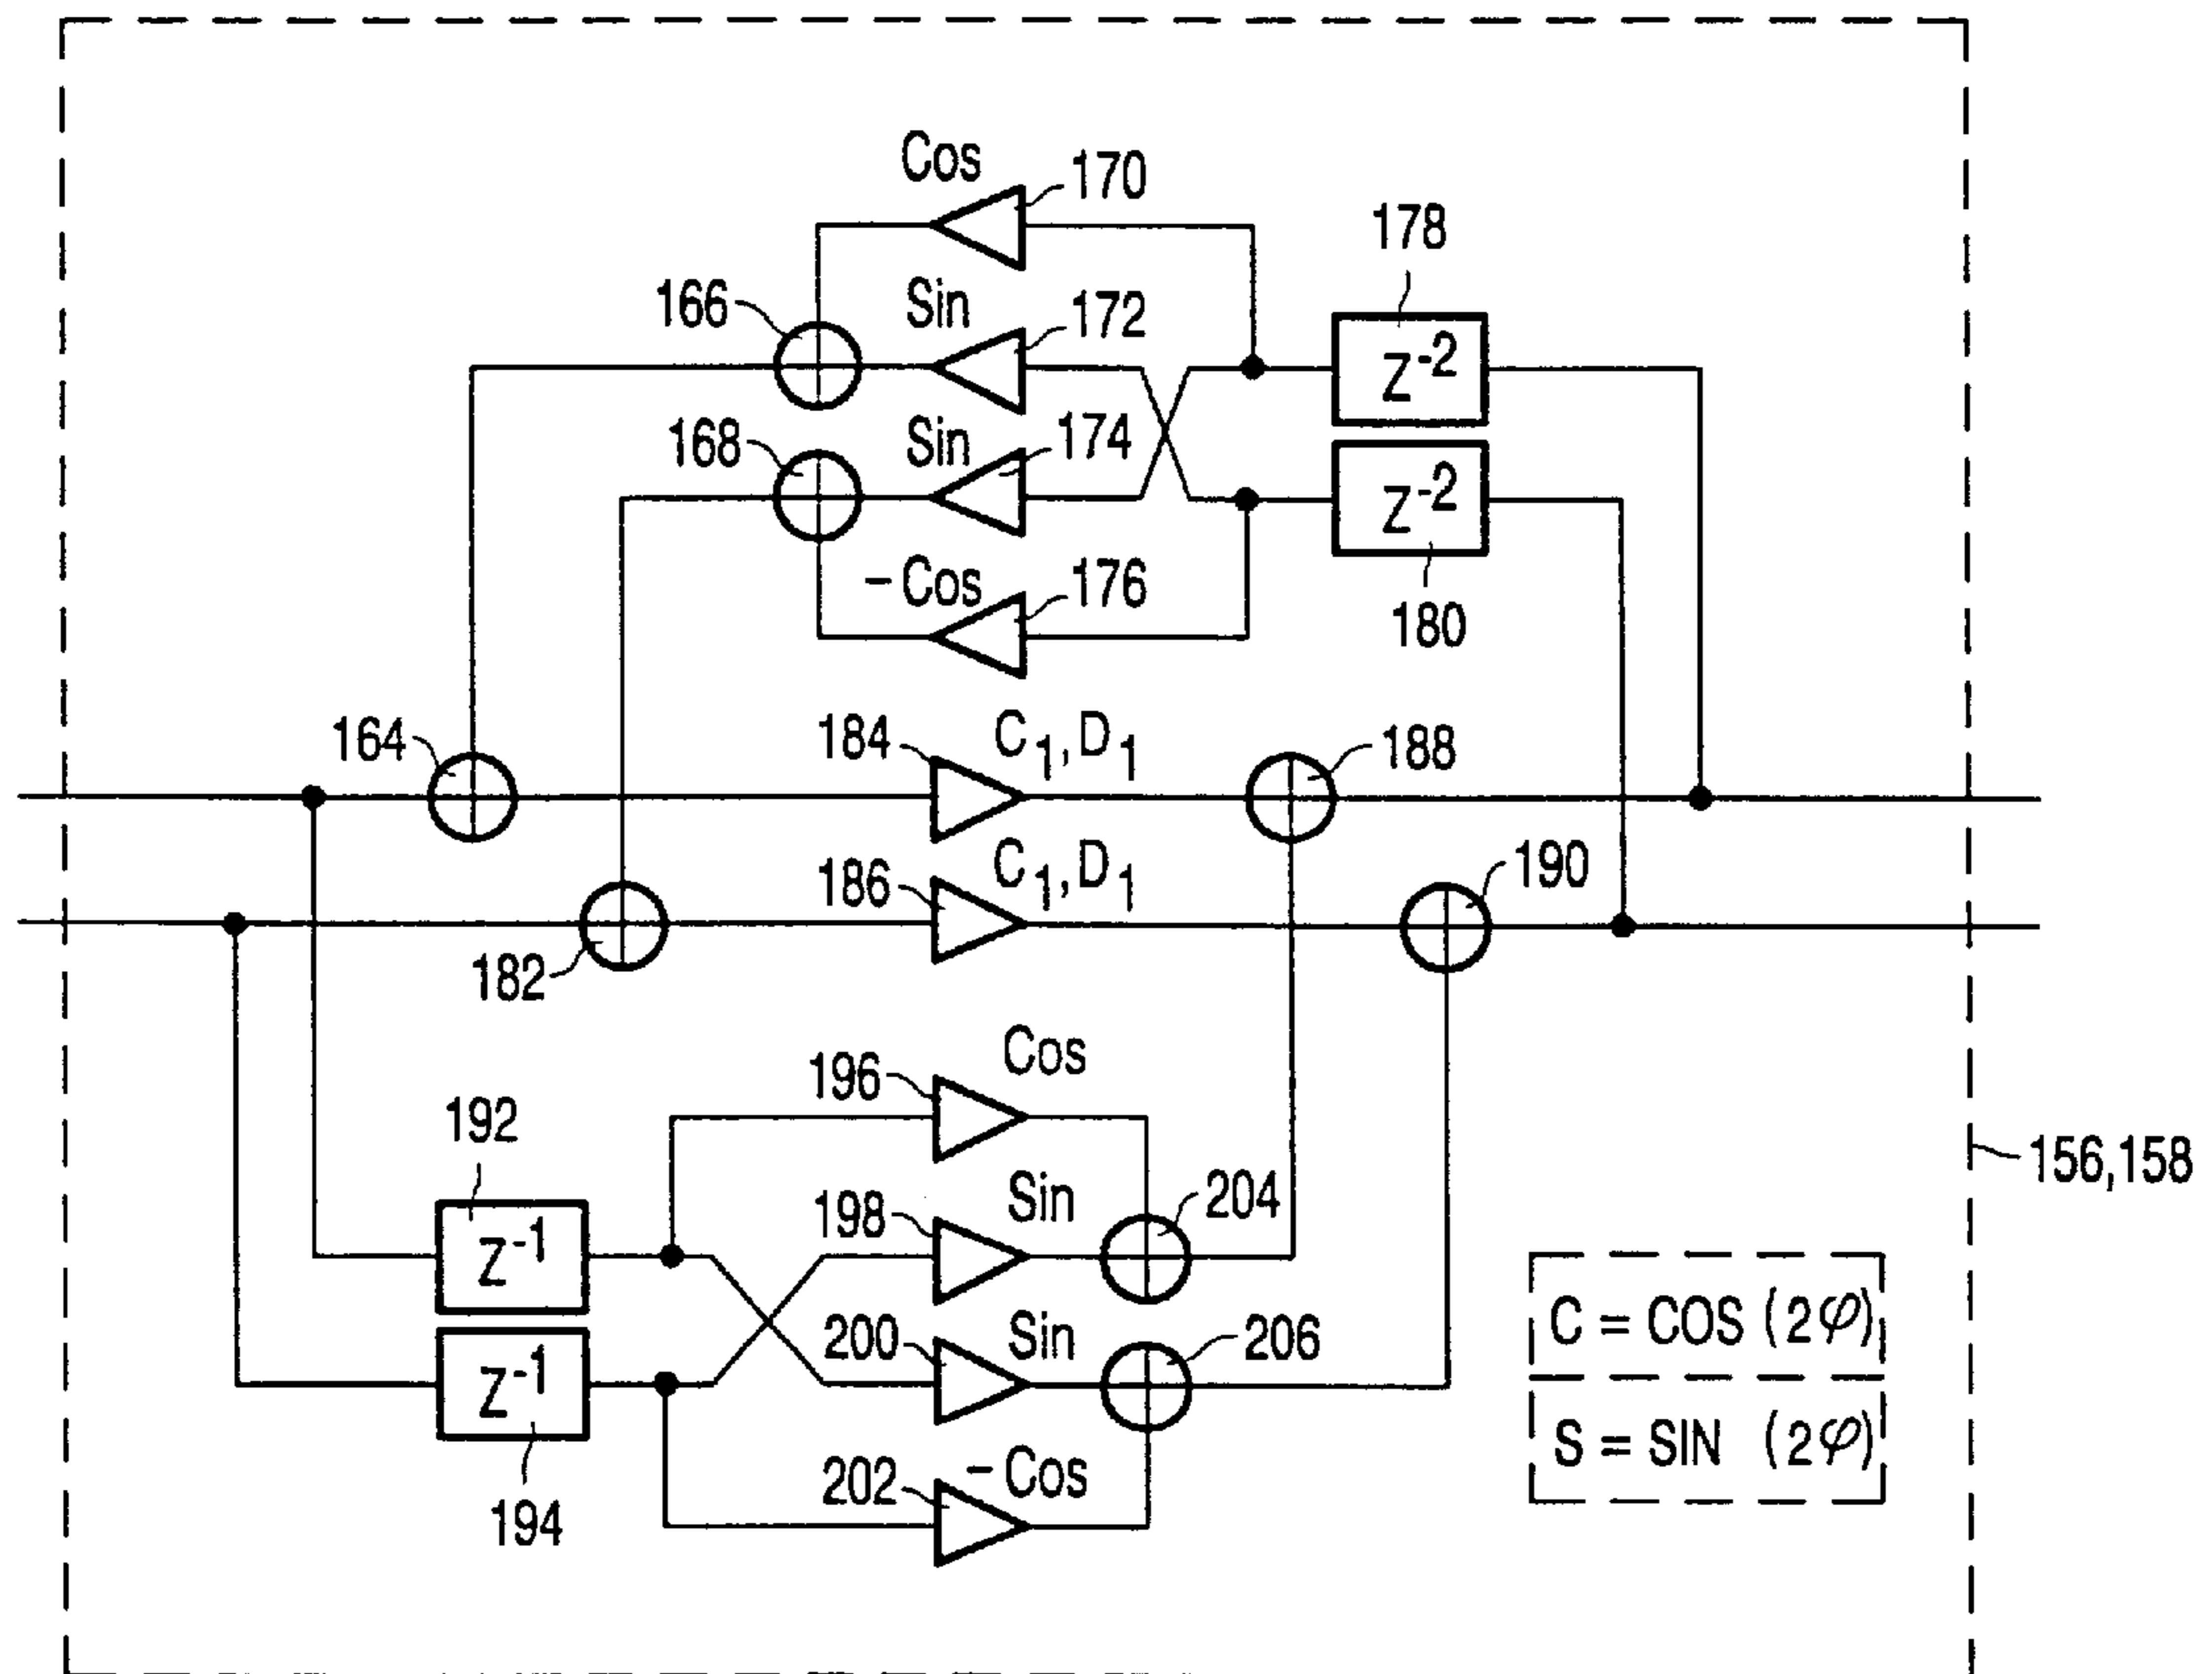 Cos
170
178
166
Sin
172
Z-2
168
Sin
174
Z-2
-Cos
176
180
164
184
C1,D1
188
186
C1,D1
190
182
Cos
196
192
156,158
Z-1
198
Sin
204
C = COS (2φ)
200
Sin
206
Z-1
S = SIN (2φ)
202
-Cos
194